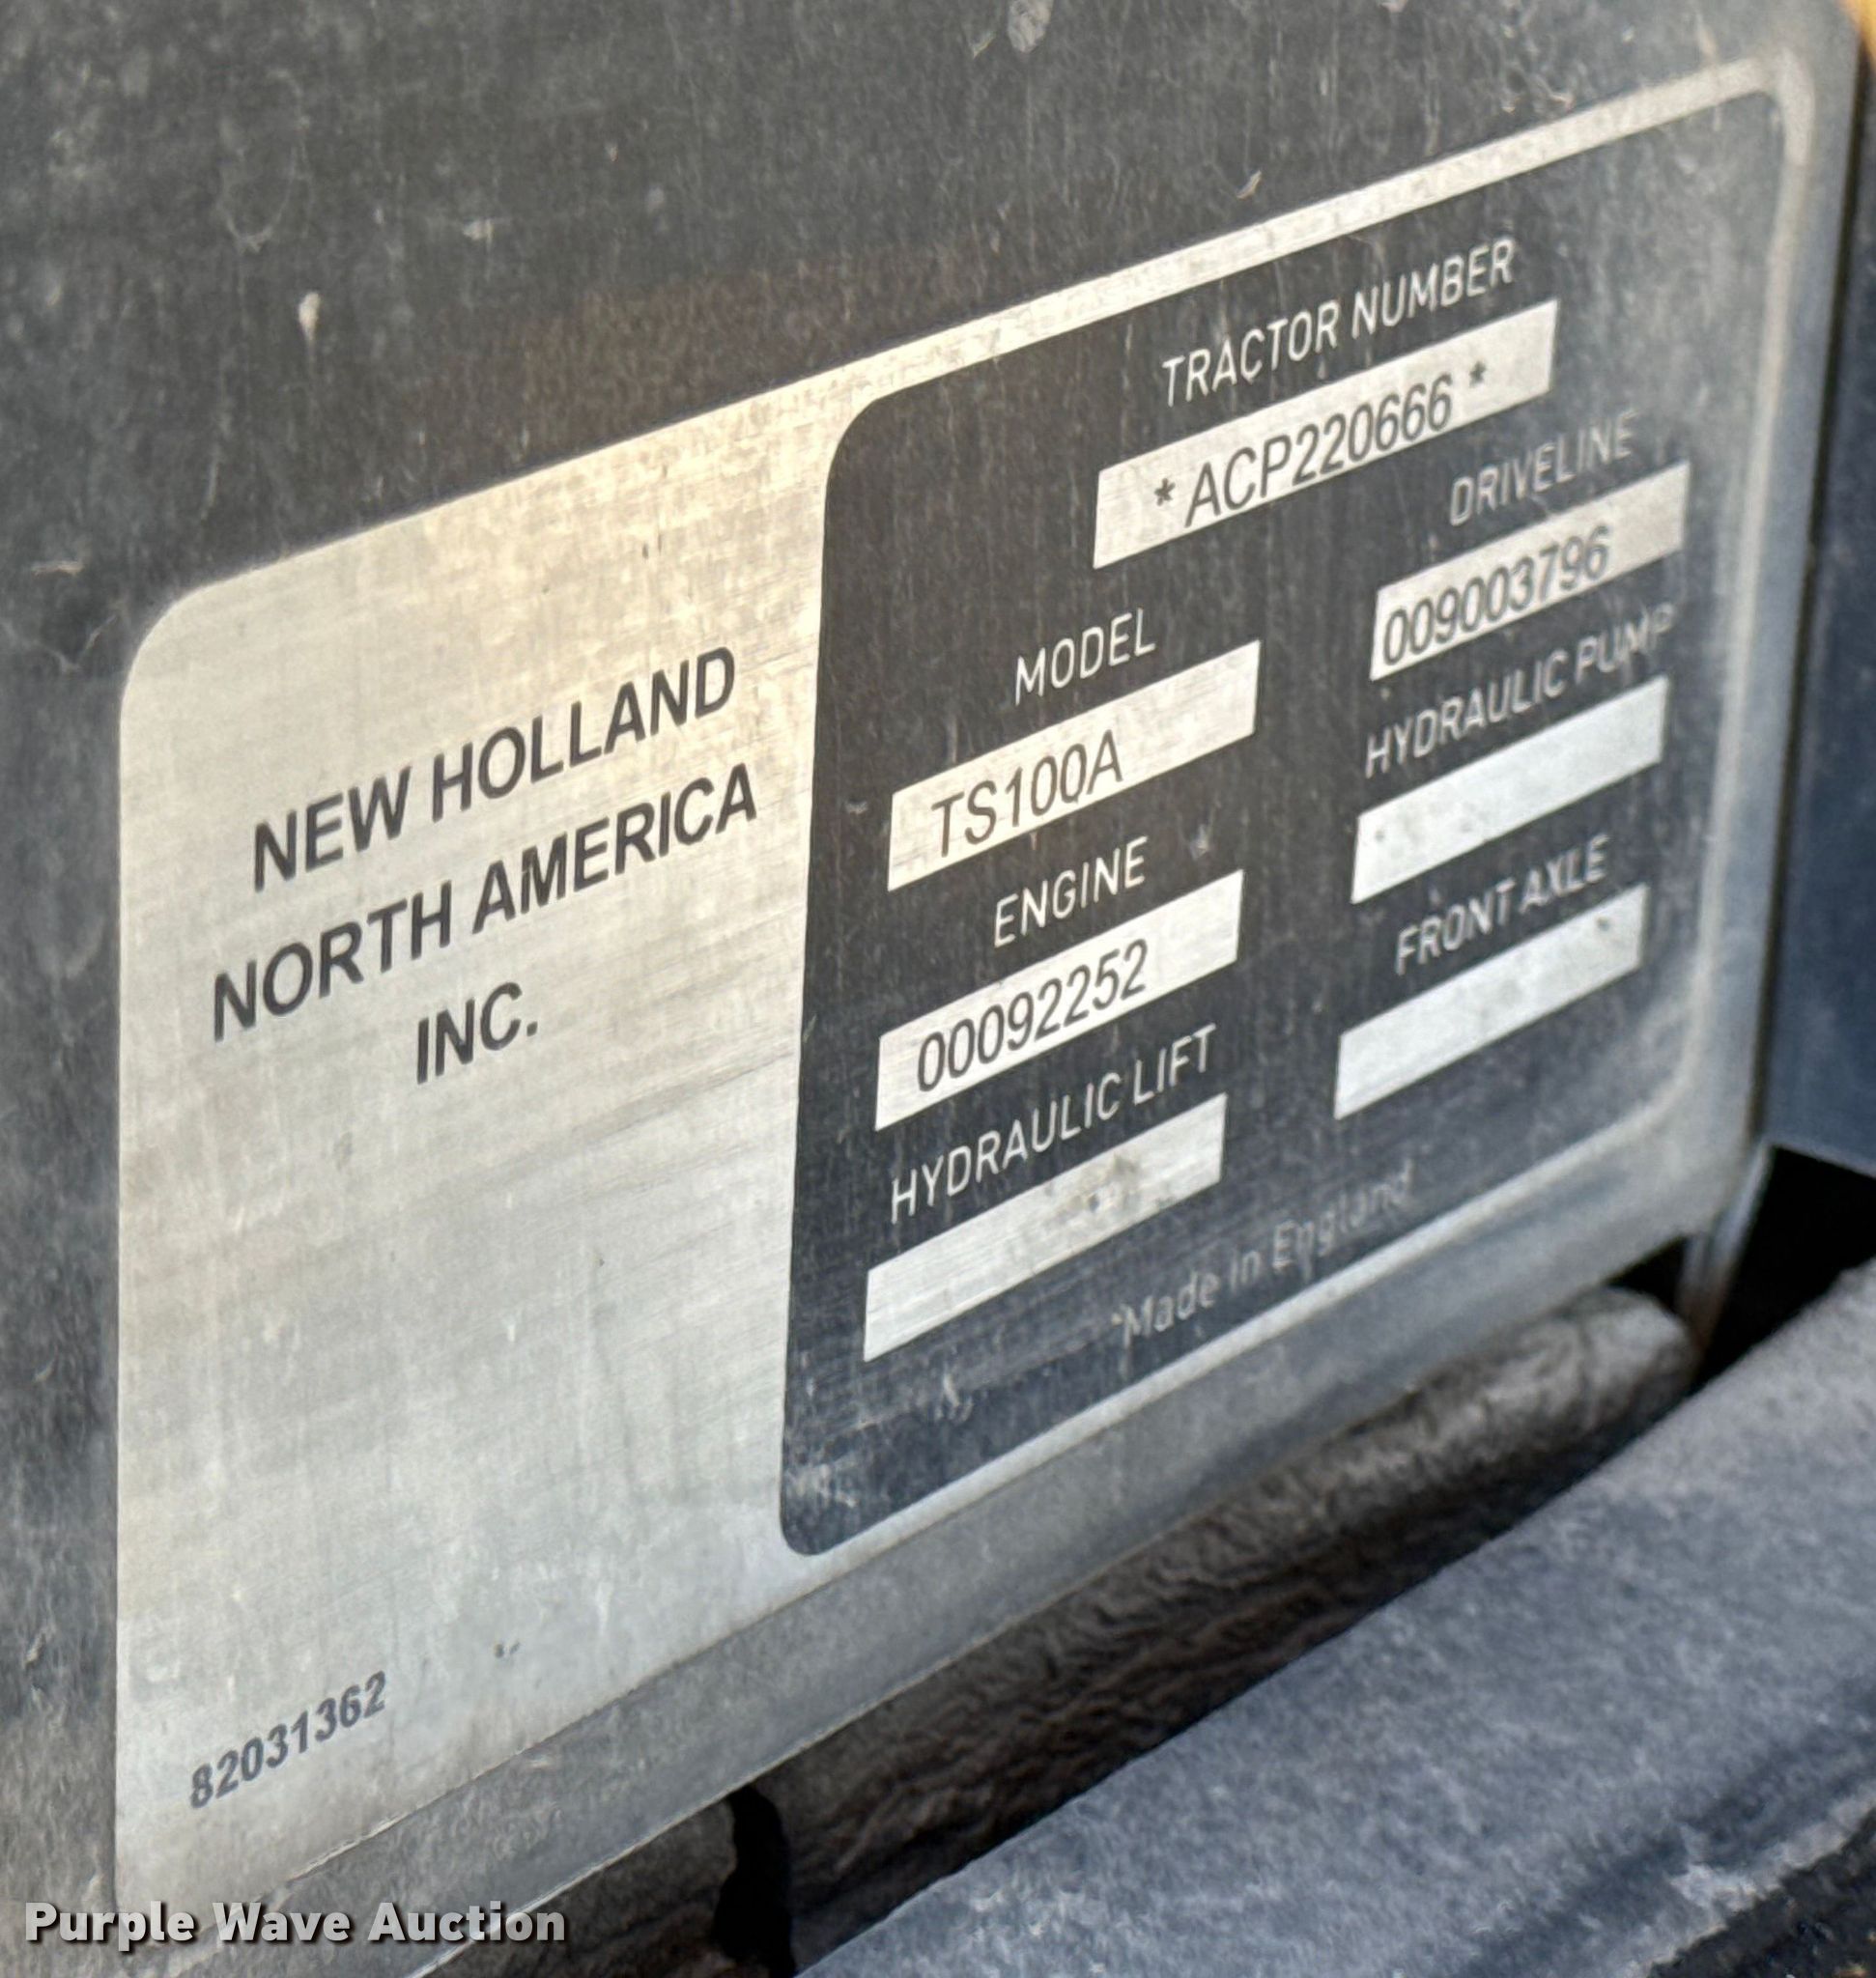 NEW HOLLAND
NORTH AMERICA
INC.
82031362
TRACTOR NUMBER
*ACP220666*
MODEL
TS100A
DRIVELINE
009003796
ENGINE
00092252
HYDRAULIC PUMP
HYDRAULIC LIFT
FRONT AXLE
"Made in England
Purple Wave Auction